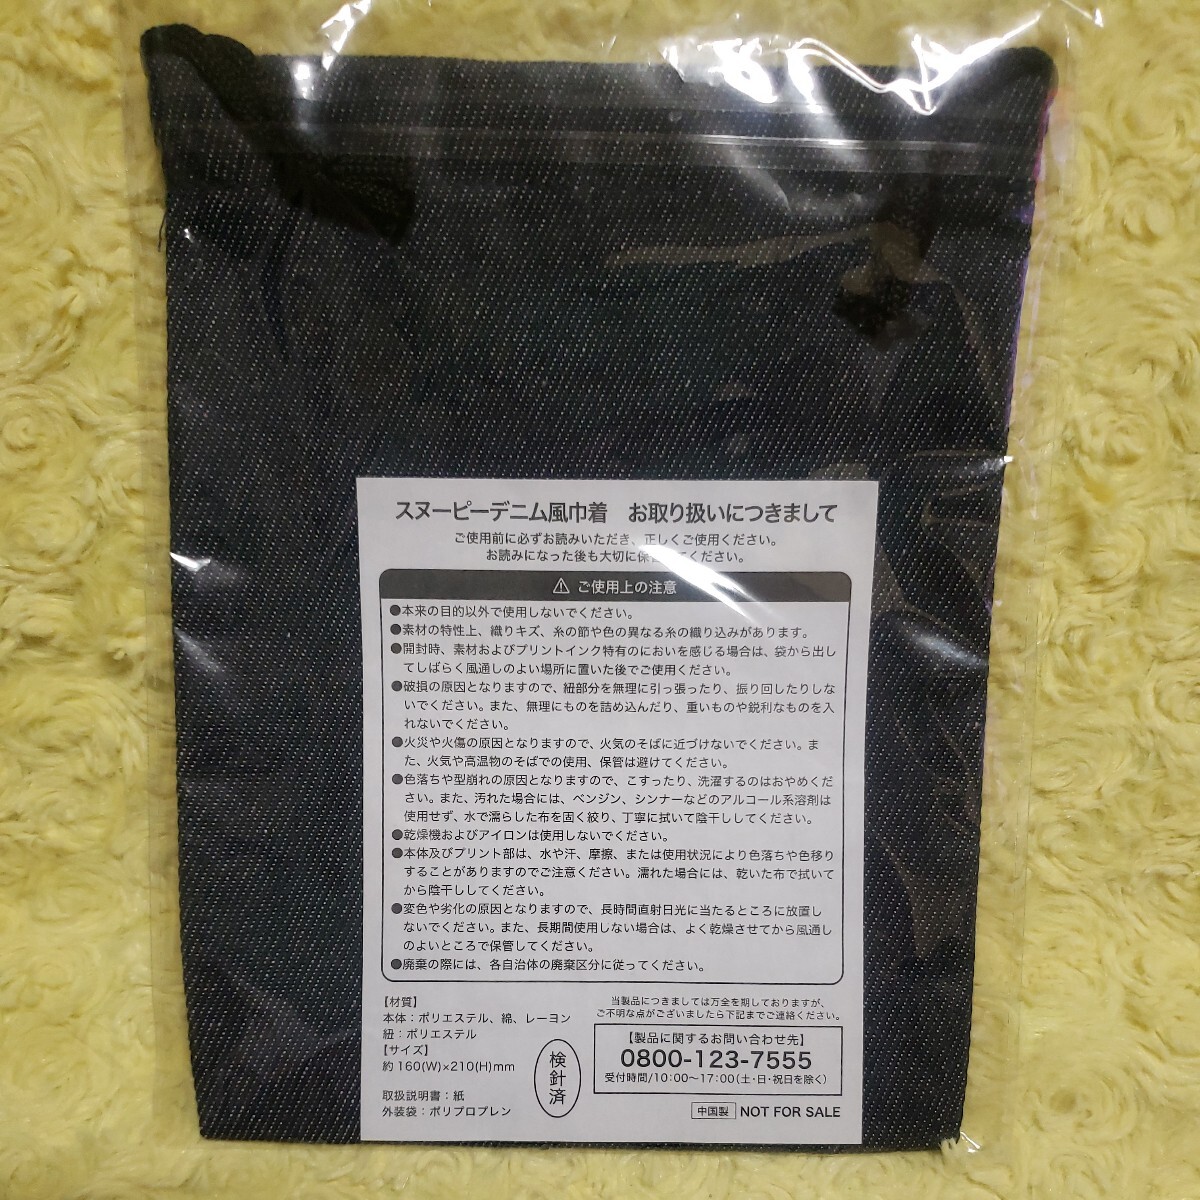 スヌーピーデニム風巾着　お取り扱いにつきまして
ご使用前に必ずお読みいただき、正しくご使用ください。
お読みになった後も大切に保管してください。
⚠ ご使用上の注意
●本来の目的以外で使用しないでください。
●素材の特性上、織りキズ、糸の節や色の異なる糸の織り込みがあります。
●開封時、素材およびプリントインク特有のにおいを感じる場合は、袋から出し
てしばらく風通しのよい場所に置いた後でご使用ください。
●破損の原因となりますので、紐部分を無理に引っ張ったり、振り回したりしな
いでください。また、無理にものを詰め込んだり、重いものや鋭利なものを入
れないでください。
●火災や火傷の原因となりますので、火気のそばに近づけないでください。ま
た、火気や高温物のそばでの使用、保管は避けてください。
●色落ちや型崩れの原因となりますので、こすったり、洗濯するのはおやめくだ
さい。また、汚れた場合には、ベンジン、シンナーなどのアルコール系溶剤は
使用せず、水で濡らした布を固く絞り、丁寧に拭いて陰干ししてください。
●乾燥機およびアイロンは使用しないでください。
●本体及びプリント部は、水や汗、摩擦、または使用状況により色落ちや色移り
することがありますのでご注意ください。濡れた場合には、乾いた布で拭いて
から陰干ししてください。
●変色や劣化の原因となりますので、長時間直射日光に当たるところに放置し
ないでください。また、長期間使用しない場合は、よく乾燥させてから風通し
のよいところで保管してください。
●廃棄の際には、各自治体の廃棄区分に従ってください。
【材質】
本体：ポリエステル、綿、レーヨン
紐：ポリエステル
【サイズ】
約160(W)×210(H)mm
取扱説明書：紙
外装袋：ポリプロプレン
検針済
当製品につきましては万全を期しておりますが、
ご不明な点がございましたら下記までご連絡ください。
【製品に関するお問い合わせ先】
0800-123-7555
受付時間/10:00～17:00（土・日・祝日を除く）
中国製 NOT FOR SALE